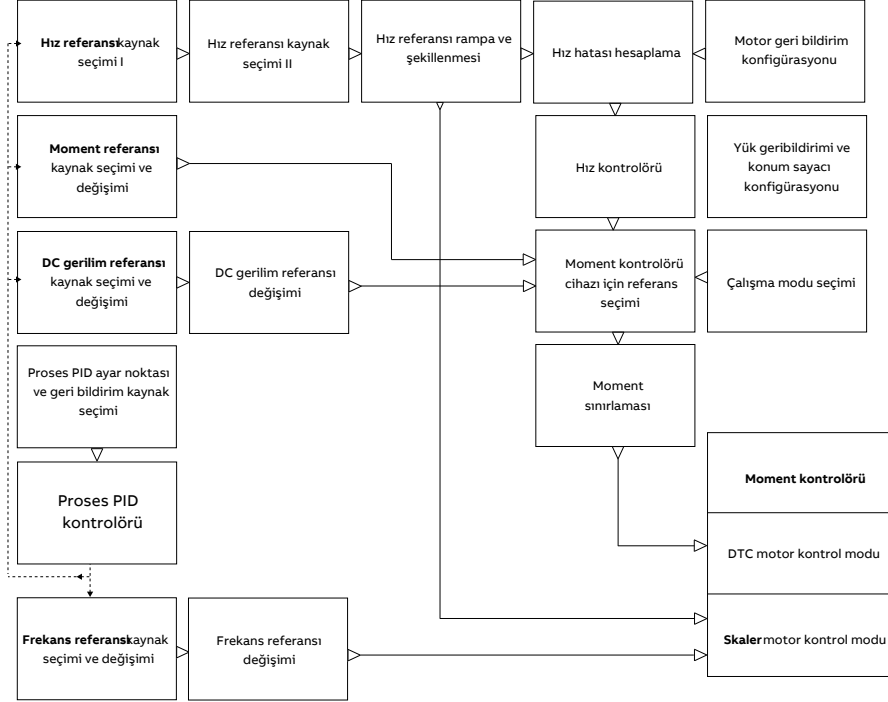 Hız referansı kaynak
seçimi I
Hız referansı kaynak
seçimi II
Hız referansı rampa ve
şekillenmesi
Hız hatası hesaplama
Motor geri bildirim
konfigürasyonu
Moment referansı
kaynak seçimi ve
değişimi
Hız kontrolörü
Yük geribildirimi ve
konum sayacı
konfigürasyonu
DC gerilim referansı
kaynak seçimi ve
değişimi
DC gerilim referansı
değişimi
Moment kontrolörü
cihazı için referans
seçimi
Çalışma modu seçimi
Proses PID ayar noktası
ve geri bildirim kaynak
seçimi
Moment
sınırlaması
Proses PID
kontrolörü
Moment kontrolörü
DTC motor kontrol modu
Frekans referansı kaynak
seçimi ve değişimi
Frekans referansı
değişimi
Skaler motor kontrol modu